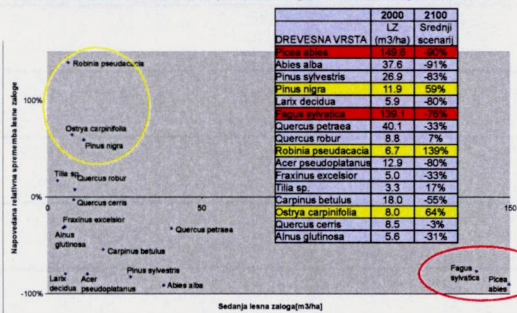 2000 2100
LZ Srednji
DREVESNA VRSTA (m3/ha) scenarij
Picea abies 149.6 -90%
Abies alba 37.6 -91%
Pinus sylvestris 26.9 -83%
Pinus nigra 11.9 59%
Larix decidua 5.9 -80%
Fagus sylvatica 139.1 -76%
Quercus petraea 40.1 -33%
Quercus robur 8.8 7%
Robinia pseudacacia 6.7 139%
Acer pseudoplatanus 12.9 -80%
Fraxinus excelsior 5.0 -33%
Tilia sp. 3.3 17%
Carpinus betulus 18.0 -55%
Ostrya carpinifolia 8.0 64%
Quercus cerris 8.5 -3%
Alnus glutinosa 5.6 -31%
Napovedana relativna sprememba lesne zaloge
Robinia pseudacacia
100%
Ostrya carpinifolia
Pinus nigra
Tilia sp.
Quercus robur
0%
0 50 150
Quercus cerris
Fraxinus excelsior
Alnus
glutinosa
Quercus petraea
Carpinus betulus
Larix
decidua
Acer
pseudoplatanus
Pinus sylvestris
Abies alba
Fagus
sylvatica
Picea
abies
-100%
Sedanja lesna zaloga[m3/ha]